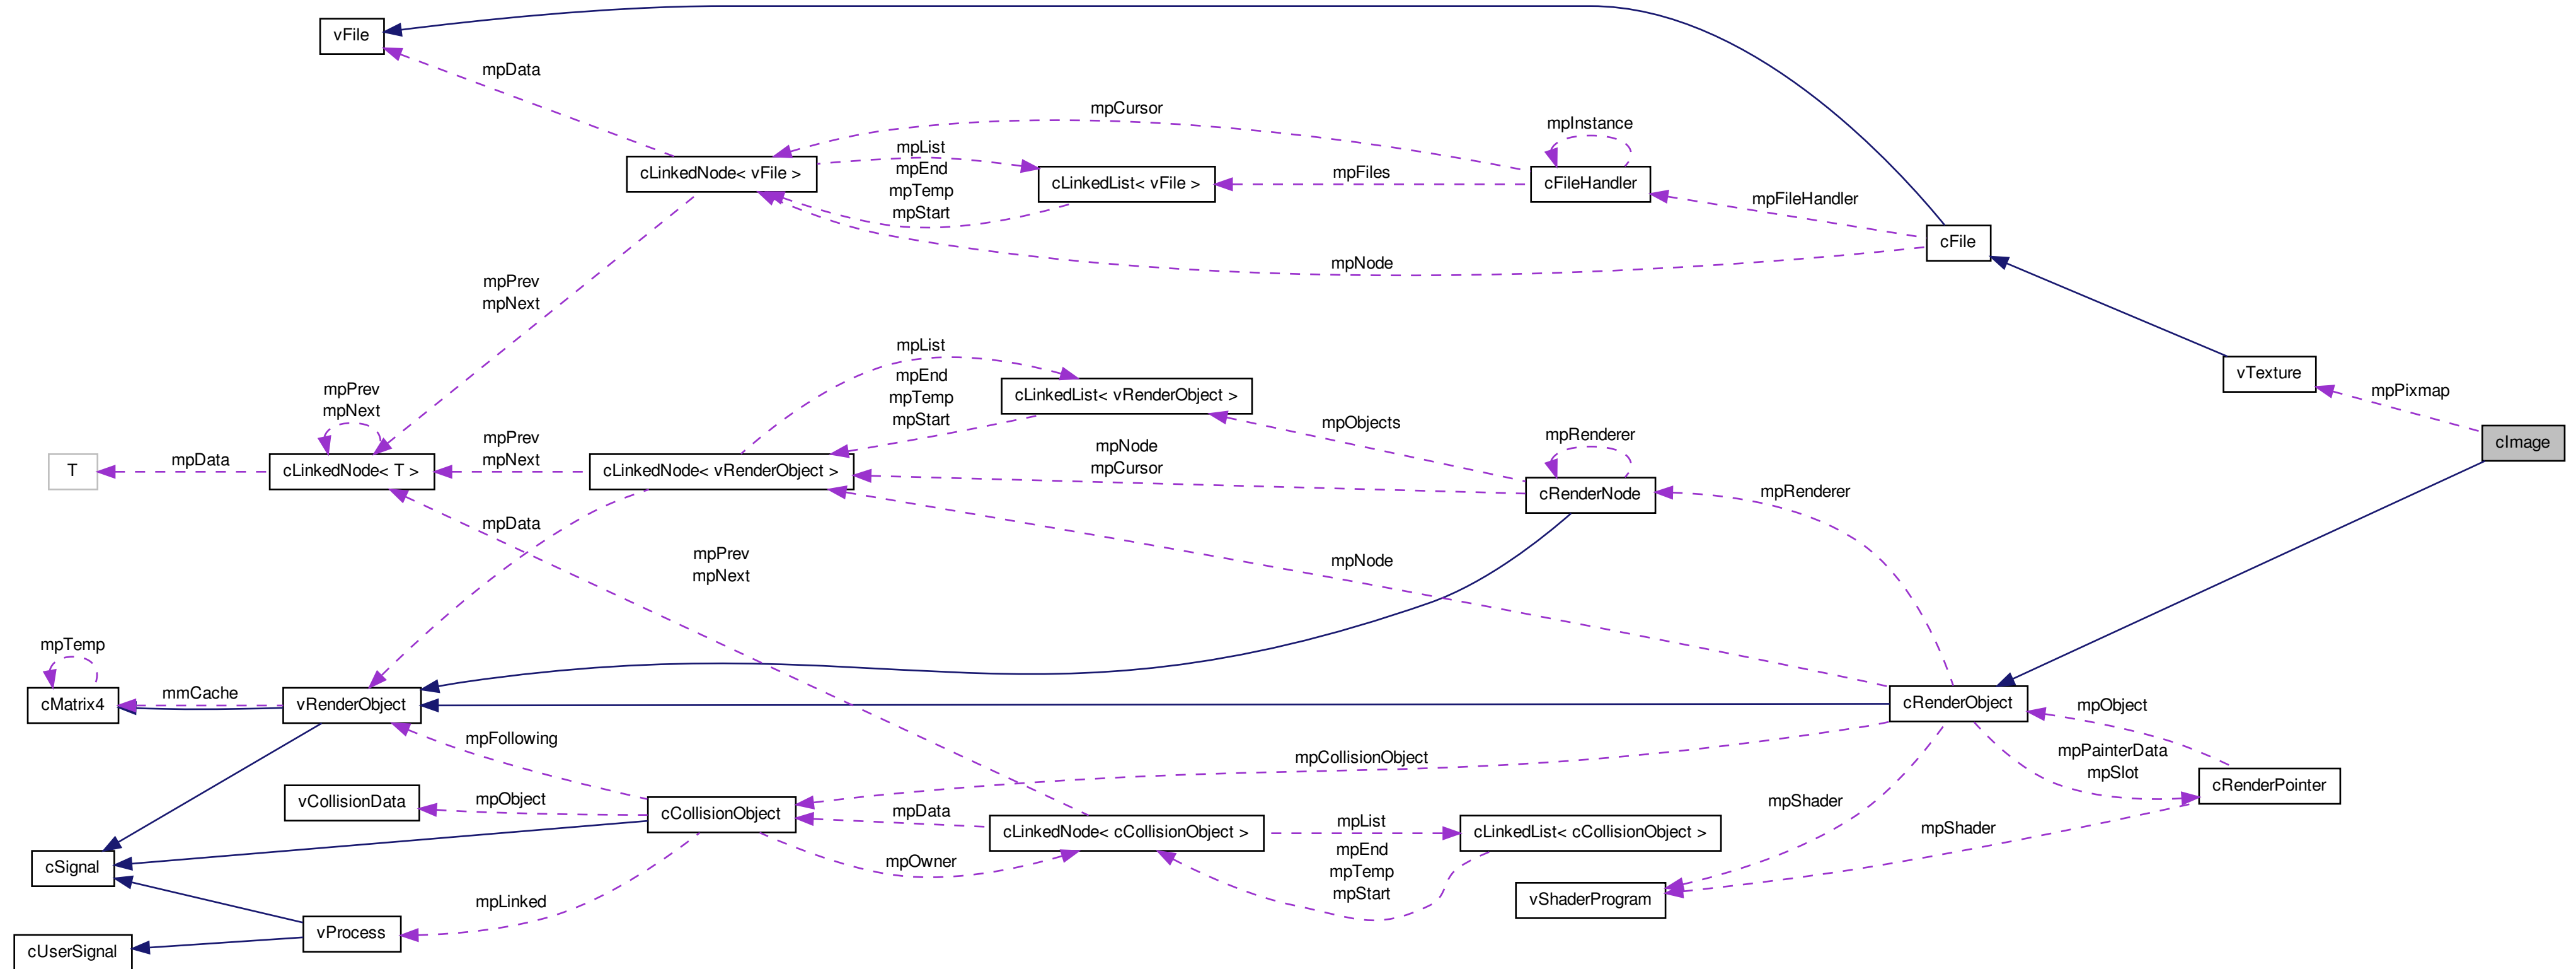 vFile
mpData
mpCursor
mpInstance
mpList
mpEnd
mpTemp
mpStart
cLinkedNode< vFile >
cLinkedList< vFile >
mpFiles
cFileHandler
mpFileHandler
cFile
mpNode
mpPrev
mpNext
mpList
mpEnd
mpTemp
mpStart
cLinkedList< vRenderObject >
vTexture
mpPixmap
cImage
mpPrev
mpNext
mpObjects
mpRenderer
T
mpData
cLinkedNode< T >
mpPrev
mpNext
cLinkedNode< vRenderObject >
mpNode
mpCursor
cRenderNode
mpRenderer
mpData
mpPrev
mpNext
mpNode
mpTemp
cMatrix4
mmCache
vRenderObject
cRenderObject
mpObject
mpFollowing
mpCollisionObject
mpPainterData
mpSlot
cRenderPointer
vCollisionData
mpObject
cCollisionObject
mpData
cLinkedNode< cCollisionObject >
mpList
mpEnd
mpTemp
mpStart
cLinkedList< cCollisionObject >
mpShader
mpShader
cSignal
mpOwner
vShaderProgram
mpLinked
vProcess
cUserSignal